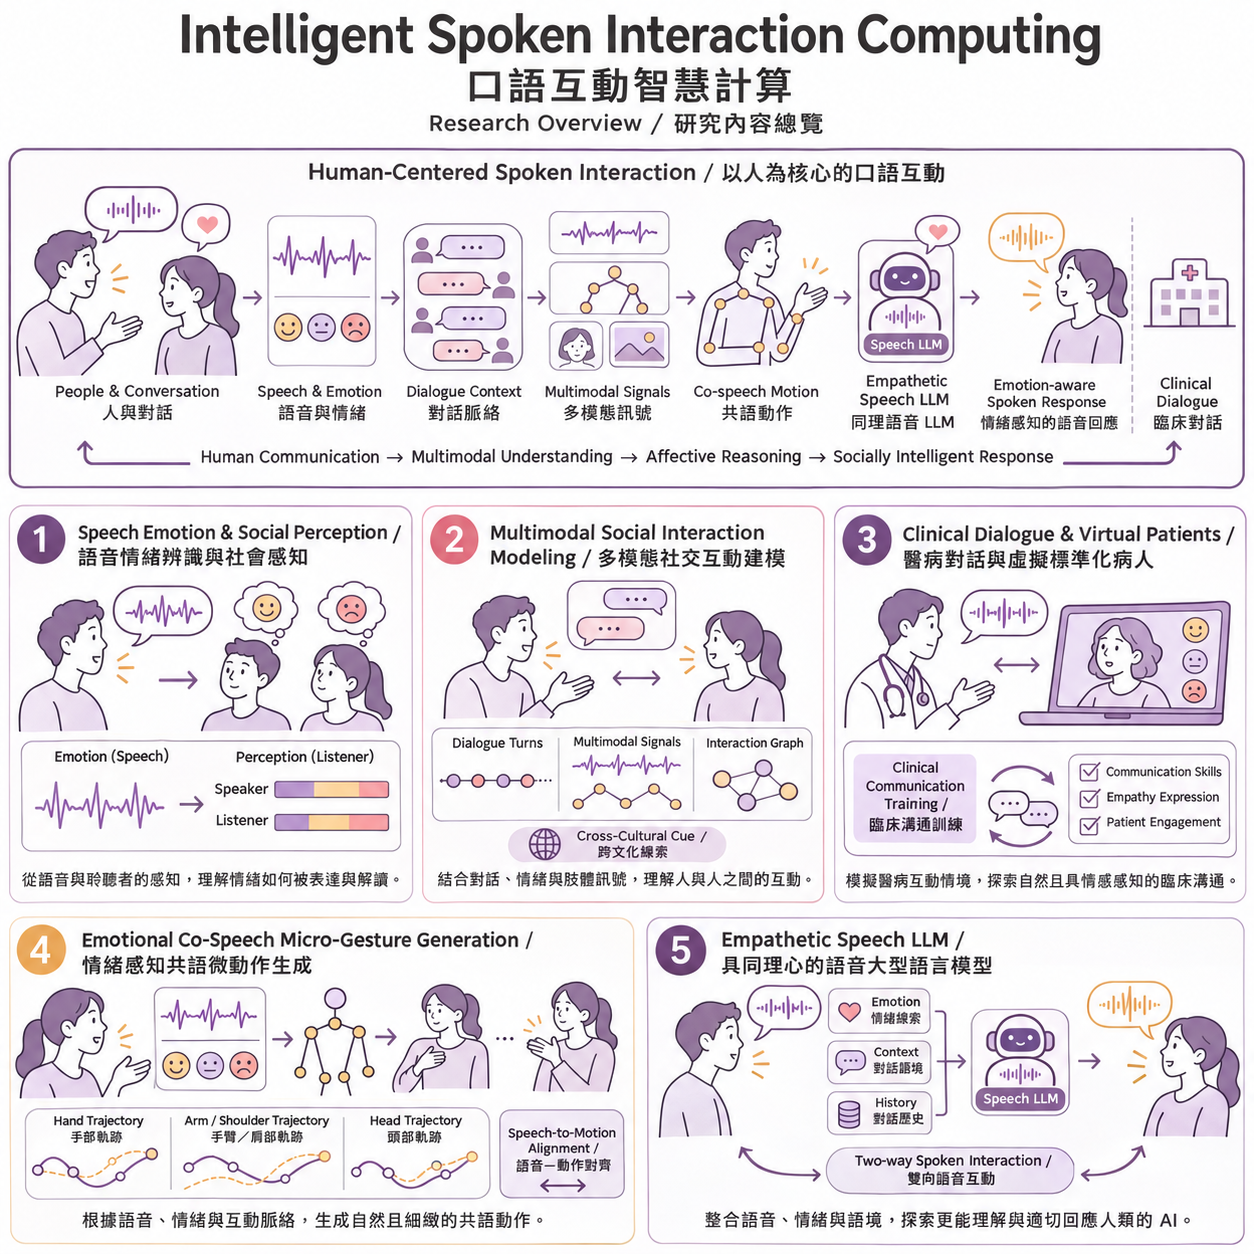 Intelligent Spoken Interaction Computing
口語互動智慧計算
Research Overview / 研究內容總覽
Human-Centered Spoken Interaction / 以人為核心的口語互動
Speech LLM
People & Conversation
人與對話
Speech & Emotion
語音與情緒
Dialogue Context
對話脈絡
Multimodal Signals
多模態訊號
Co-speech Motion
共語動作
Empathetic
Speech LLM
同理語音 LLM
Emotion-aware
Spoken Response
情緒感知的語音回應
Clinical
Dialogue
臨床對話
Human Communication → Multimodal Understanding → Affective Reasoning → Socially Intelligent Response
1
Speech Emotion & Social Perception /
語音情緒辨識與社會感知
Emotion (Speech)
Perception (Listener)
Speaker
Listener
從語音與聆聽者的感知，理解情緒如何被表達與解讀。
2
Multimodal Social Interaction
Modeling / 多模態社交互動建模
Dialogue Turns
Multimodal Signals
Interaction Graph
Cross-Cultural Cue /
跨文化線索
結合對話、情緒與肢體訊號，理解人與人之間的互動。
3
Clinical Dialogue & Virtual Patients /
醫病對話與虛擬標準化病人
Clinical
Communication
Training /
臨床溝通訓練
Communication Skills
Empathy Expression
Patient Engagement
模擬醫病互動情境，探索自然且具情感感知的臨床溝通。
4
Emotional Co-Speech Micro-Gesture Generation /
情緒感知共語微動作生成
Hand Trajectory
手部軌跡
Arm / Shoulder Trajectory
手臂／肩部軌跡
Head Trajectory
頭部軌跡
Speech-to-Motion
Alignment /
語音—動作對齊
根據語音、情緒與互動脈絡，生成自然且細緻的共語動作。
5
Empathetic Speech LLM /
具同理心的語音大型語言模型
Emotion
情緒線索
Context
對話語境
History
對話歷史
Speech LLM
Two-way Spoken Interaction /
雙向語音互動
整合語音、情緒與語境，探索更能理解與適切回應人類的 AI。